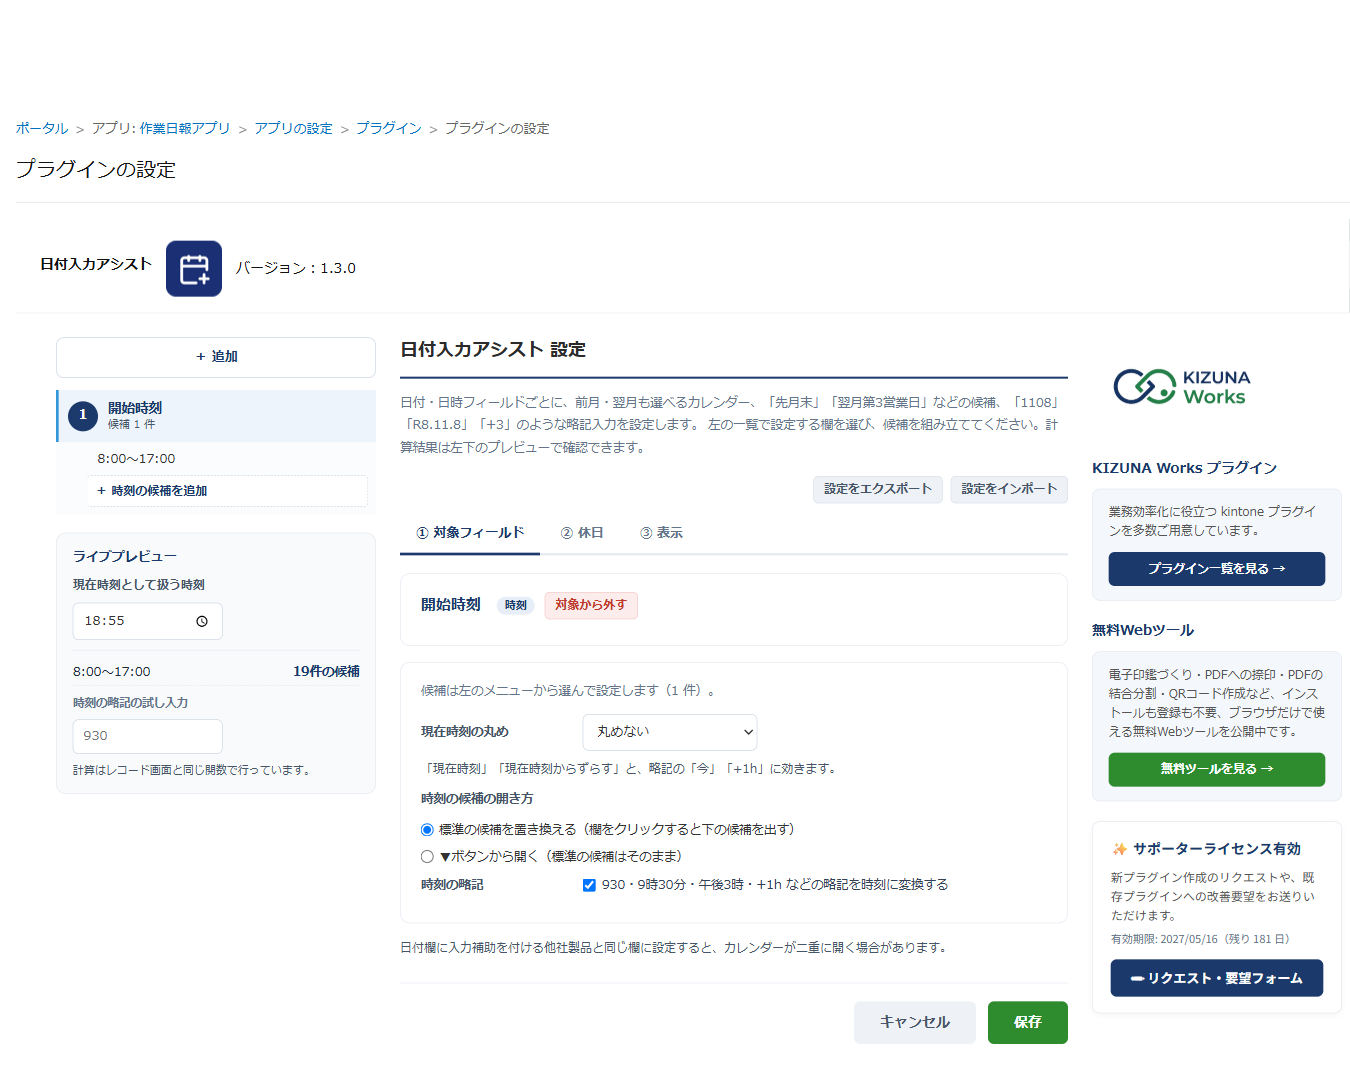 ポータル > アプリ: 作業日報アプリ > アプリの設定 > プラグイン > プラグインの設定
プラグインの設定
日付入力アシスト
バージョン：1.3.0
+ 追加
1
開始時刻
候補 1 件
8:00～17:00
+ 時刻の候補を追加
ライブプレビュー
現在時刻として扱う時刻
18:55
8:00～17:00
19件の候補
時刻の略記の試し入力
930
計算はレコード画面と同じ関数で行っています。
日付入力アシスト 設定
日付・日時フィールドごとに、前月・翌月も選べるカレンダー、「先月末」「翌月第3営業日」などの候補、「1108」
「R8.11.8」「+3」のような略記入力を設定します。 左の一覧で設定する欄を選び、候補を組み立ててください。計
算結果は左下のプレビューで確認できます。
設定をエクスポート
設定をインポート
① 対象フィールド
② 休日
③ 表示
開始時刻
時刻
対象から外す
候補は左のメニューから選んで設定します（1 件）。
現在時刻の丸め
丸めない
「現在時刻」「現在時刻からずらす」と、略記の「今」「+1h」に効きます。
時刻の候補の開き方
標準の候補を置き換える（欄をクリックすると下の候補を出す）
▼ボタンから開く（標準の候補はそのまま）
時刻の略記
930・9時30分・午後3時・+1h などの略記を時刻に変換する
日付欄に入力補助を付ける他社製品と同じ欄に設定すると、カレンダーが二重に開く場合があります。
キャンセル
保存
KIZUNA
Works
KIZUNA Works プラグイン
業務効率化に役立つ kintone プラグイ
ンを多数ご用意しています。
プラグイン一覧を見る →
無料Webツール
電子印鑑づくり・PDFへの捺印・PDFの
結合分割・QRコード作成など、インス
トールも登録も不要、ブラウザだけで使
える無料Webツールを公開中です。
無料ツールを見る →
✨ サポーターライセンス有効
新プラグイン作成のリクエストや、既
存プラグインへの改善要望をお送りい
ただけます。
有効期限: 2027/05/16（残り 181 日）
リクエスト・要望フォーム